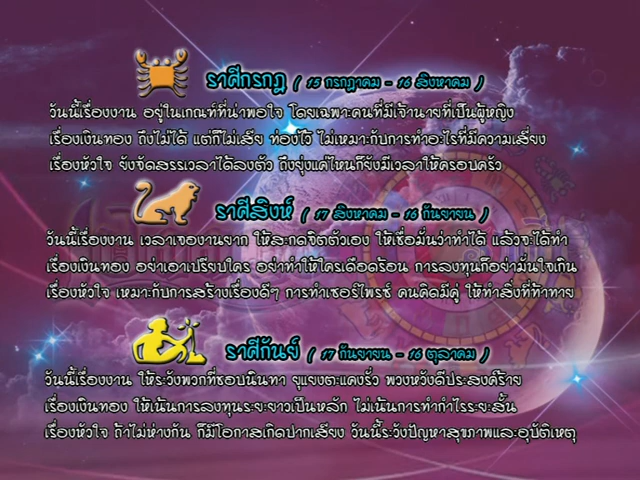 ราศีกรกฎ ( 15 กรกฎาคม - 16 สิงหาคม )
วันนี้เรื่องงาน อยู่ในเกณฑ์ที่น่าพอใจ โดยเฉพาะคนที่มีเจ้านายที่เป็นผู้หญิง
เรื่องเงินทอง ถึงไม่ได้ แต่ก็ไม่เสีย ท่องไว้ ไม่เหมาะกับการทำอะไรที่มีความเสี่ยง
เรื่องหัวใจ ยังจัดสรรเวลาได้ลงตัว ถึงยุ่งแค่ไหนก็ยังมีเวลาให้ครอบครัว
ราศีสิงห์ ( 17 สิงหาคม - 16 กันยายน )
วันนี้เรื่องงาน เวลาเจองานยาก ให้สะกดจิตตัวเอง ให้เชื่อมั่นว่าทำได้ แล้วจะได้ทำ
เรื่องเงินทอง อย่าเอาเปรียบใคร อย่าทำให้ใครเดือดร้อน การลงทุนก็อย่ามั่นใจเกิน
เรื่องหัวใจ เหมาะกับการสร้างเรื่องดีๆ การทำเซอร์ไพรซ์ คนคิดมีคู่ ให้ทำสิ่งที่ท้าทาย
ราศีกันย์ ( 17 กันยายน - 16 ตุลาคม )
วันนี้เรื่องงาน ให้ระวังพวกที่ชอบนินทา ยุแยงตะแคงรั่ว พวงหวังดีประสงค์ร้าย
เรื่องเงินทอง ให้เน้นการลงทุนระยะยาวเป็นหลัก ไม่เน้นการทำกำไรระยะสั้น
เรื่องหัวใจ ถ้าไม่ห่างกัน ก็มีโอกาสเกิดปากเสียง วันนี้ระวังปัญหาสุขภาพและอุบัติเหตุ